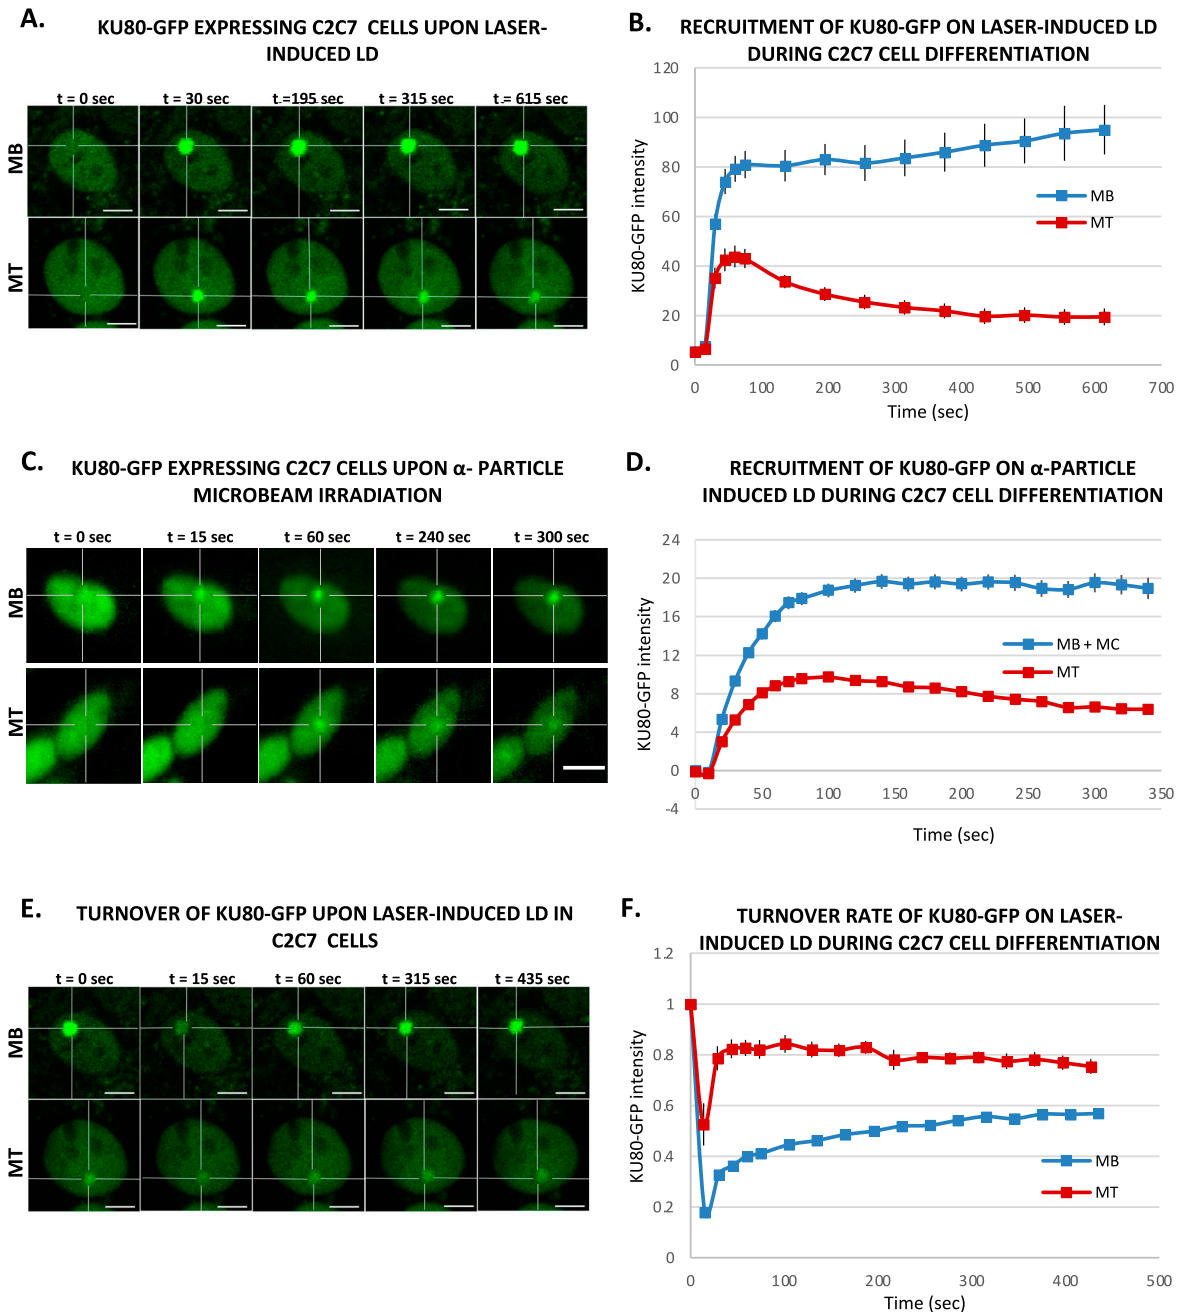 A.
KU80-GFP EXPRESSING C2C7 CELLS UPON LASER-
INDUCED LD
t = 0 sec
t = 30 sec
t =195 sec
t = 315 sec
t = 615 sec
MB
MT
B.
RECRUITMENT OF KU80-GFP ON LASER-INDUCED LD
DURING C2C7 CELL DIFFERENTIATION
120
100
80
60
40
20
0
KU80-GFP intensity
MB
MT
0 100 200 300 400 500 600 700
Time (sec)
C.
KU80-GFP EXPRESSING C2C7 CELLS UPON α- PARTICLE
MICROBEAM IRRADIATION
t = 0 sec
t = 15 sec
t = 60 sec
t = 240 sec
t = 300 sec
MB
MT
D.
RECRUITMENT OF KU80-GFP ON α-PARTICLE
INDUCED LD DURING C2C7 CELL DIFFERENTIATION
24
20
16
12
8
4
0
-4
KU80-GFP intensity
MB + MC
MT
0 50 100 150 200 250 300 350
Time (sec)
E.
TURNOVER OF KU80-GFP UPON LASER-INDUCED LD IN
C2C7 CELLS
t = 0 sec
t = 15 sec
t = 60 sec
t = 315 sec
t = 435 sec
MB
MT
F.
TURNOVER RATE OF KU80-GFP ON LASER-
INDUCED LD DURING C2C7 CELL DIFFERENTIATION
1.2
1
0.8
0.6
0.4
0.2
0
KU80-GFP intensity
MB
MT
0 100 200 300 400 500
Time (sec)